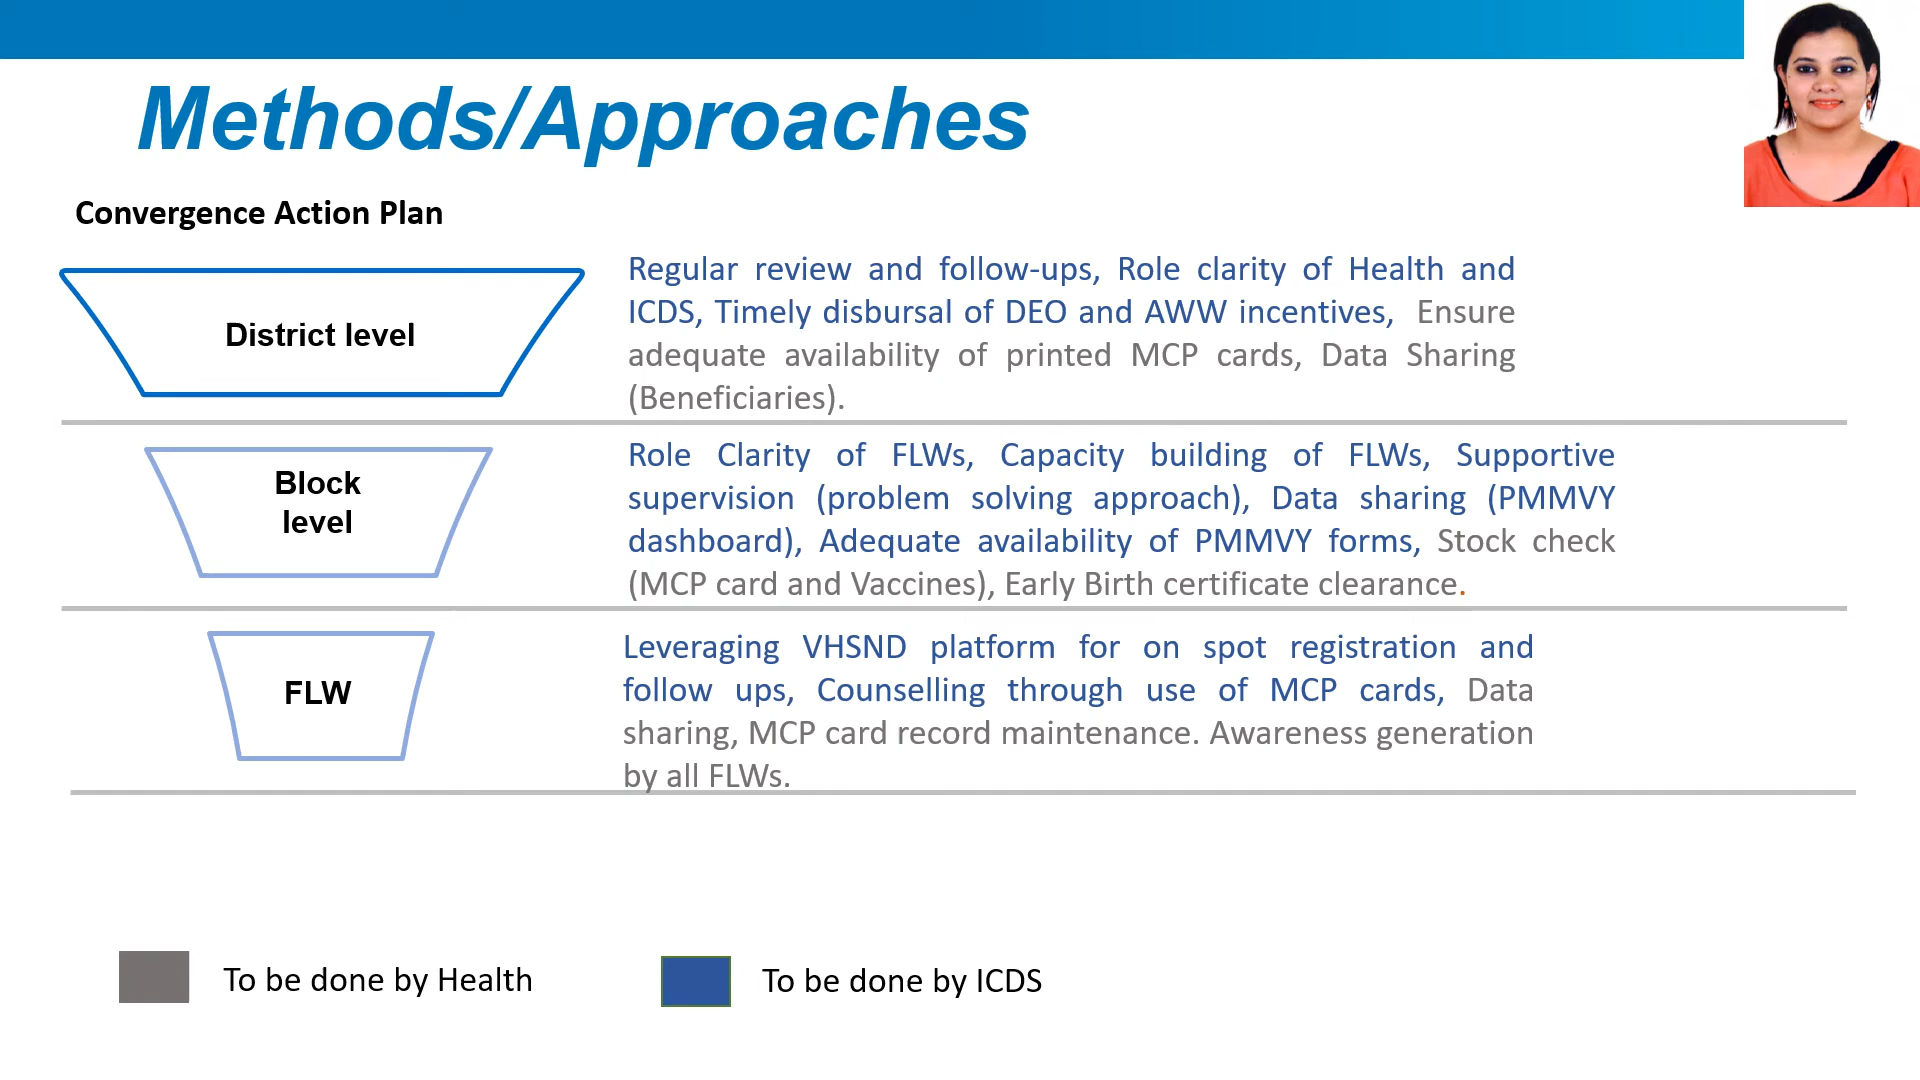 Methods/Approaches
Convergence Action Plan
District level
Regular review and follow-ups, Role clarity of Health and
ICDS, Timely disbursal of DEO and AWW incentives, Ensure
adequate availability of printed MCP cards, Data Sharing
(Beneficiaries).
Block
level
Role Clarity of FLWs, Capacity building of FLWs, Supportive
supervision (problem solving approach), Data sharing (PMMVY
dashboard), Adequate availability of PMMVY forms, Stock check
(MCP card and Vaccines), Early Birth certificate clearance.
FLW
Leveraging VHSND platform for on spot registration and
follow ups, Counselling through use of MCP cards, Data
sharing, MCP card record maintenance. Awareness generation
by all FLWs.
To be done by Health
To be done by ICDS